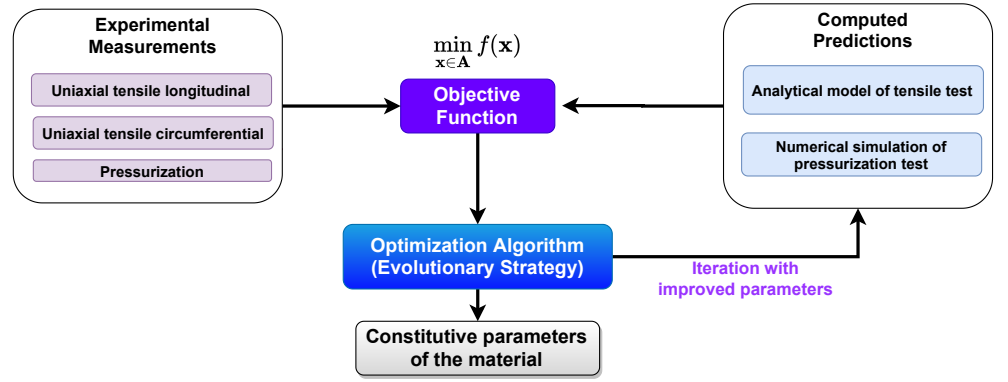 Experimental
Measurements
Uniaxial tensile longitudinal
Uniaxial tensile circumferential
Pressurization
min f(x)
x∈A
Objective
Function
Computed
Predictions
Analytical model of tensile test
Numerical simulation of
pressurization test
Optimization Algorithm
(Evolutionary Strategy)
Iteration with
improved parameters
Constitutive parameters
of the material